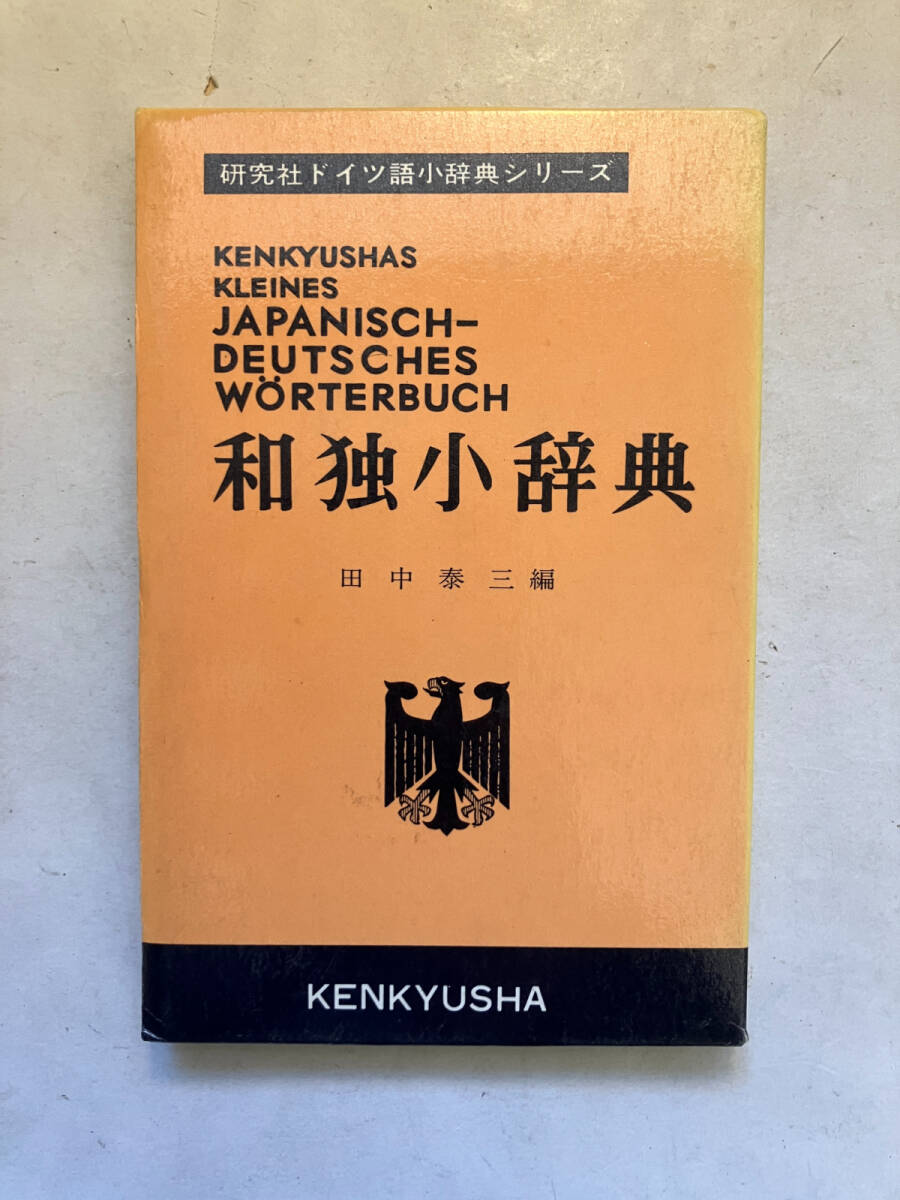 研究社ドイツ語小辞典シリーズ
KENKYUSHAS
KLEINES
JAPANISCH-
DEUTSCHES
WÖRTERBUCH
和独小辞典
田中泰三編
KENKYUSHA